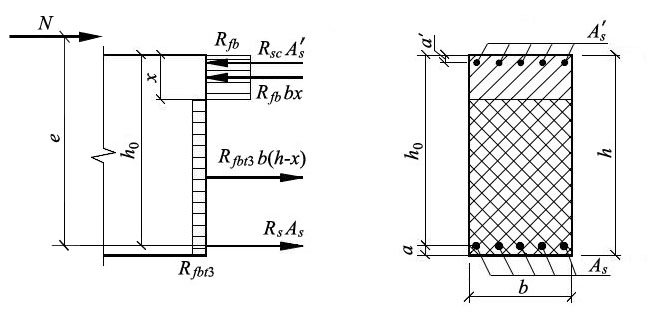 N
R_fb
R_sc A'_s
R_fb bx
x
e
h_0
R_fbt3 b(h-x)
R_s A_s
R_fbt3
a'
A'_s
h_0
h
a
A_s
b